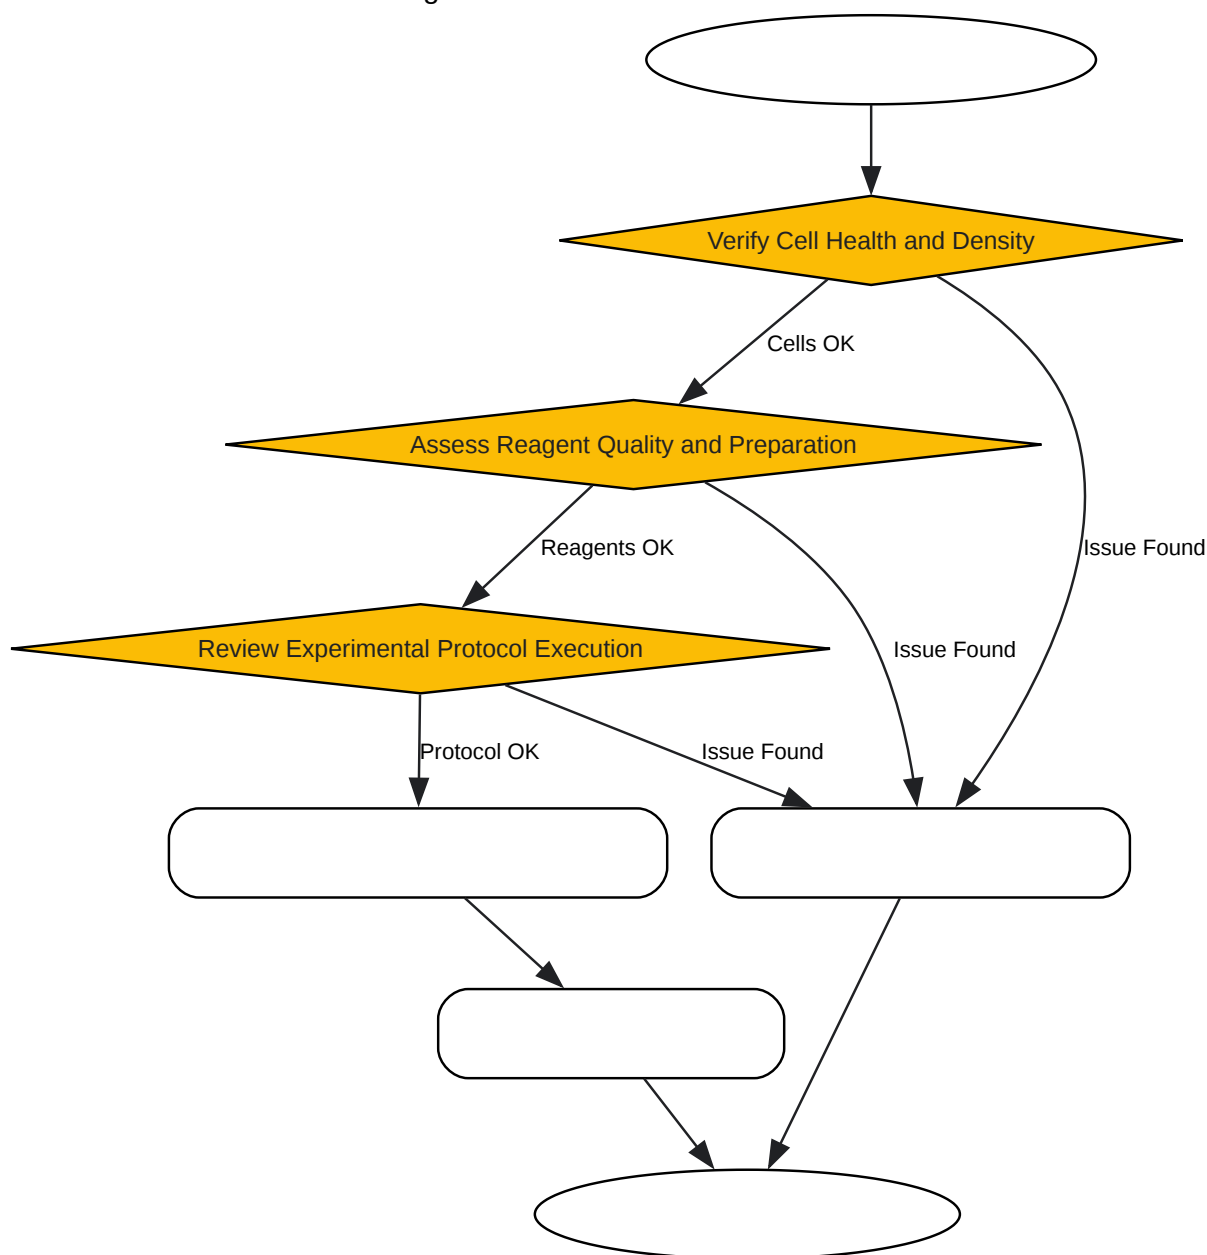 Verify Cell Health and Density
Cells OK
Assess Reagent Quality and Preparation
Reagents OK
Issue Found
Review Experimental Protocol Execution
Issue Found
Protocol OK
Issue Found